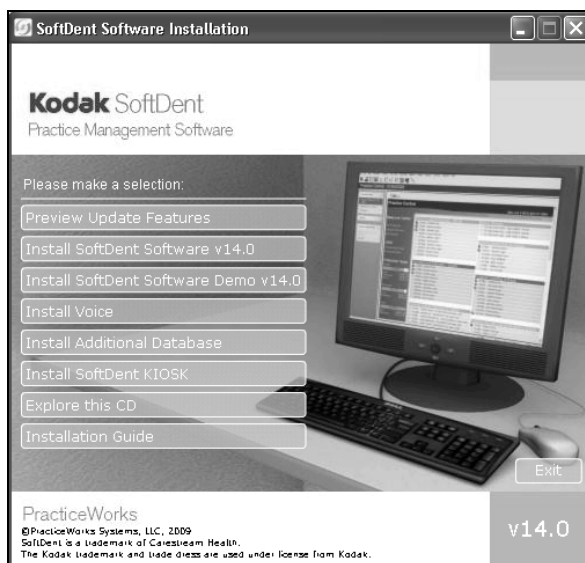 SoftDent Software Installation
Kodak SoftDent
Practice Management Software
Please make a selection:
Preview Update Features
Install SoftDent Software v14.0
Install SoftDent Software Demo v14.0
Install Voice
Install Additional Database
Install SoftDent KIOSK
Explore this CD
Installation Guide
Exit
PracticeWorks
©PracticeWorks Systems, LLC, 2009
SoftDent is a trademark of Carestream Health.
The Kodak trademark and trade dress are used under license from Kodak.
v14.0